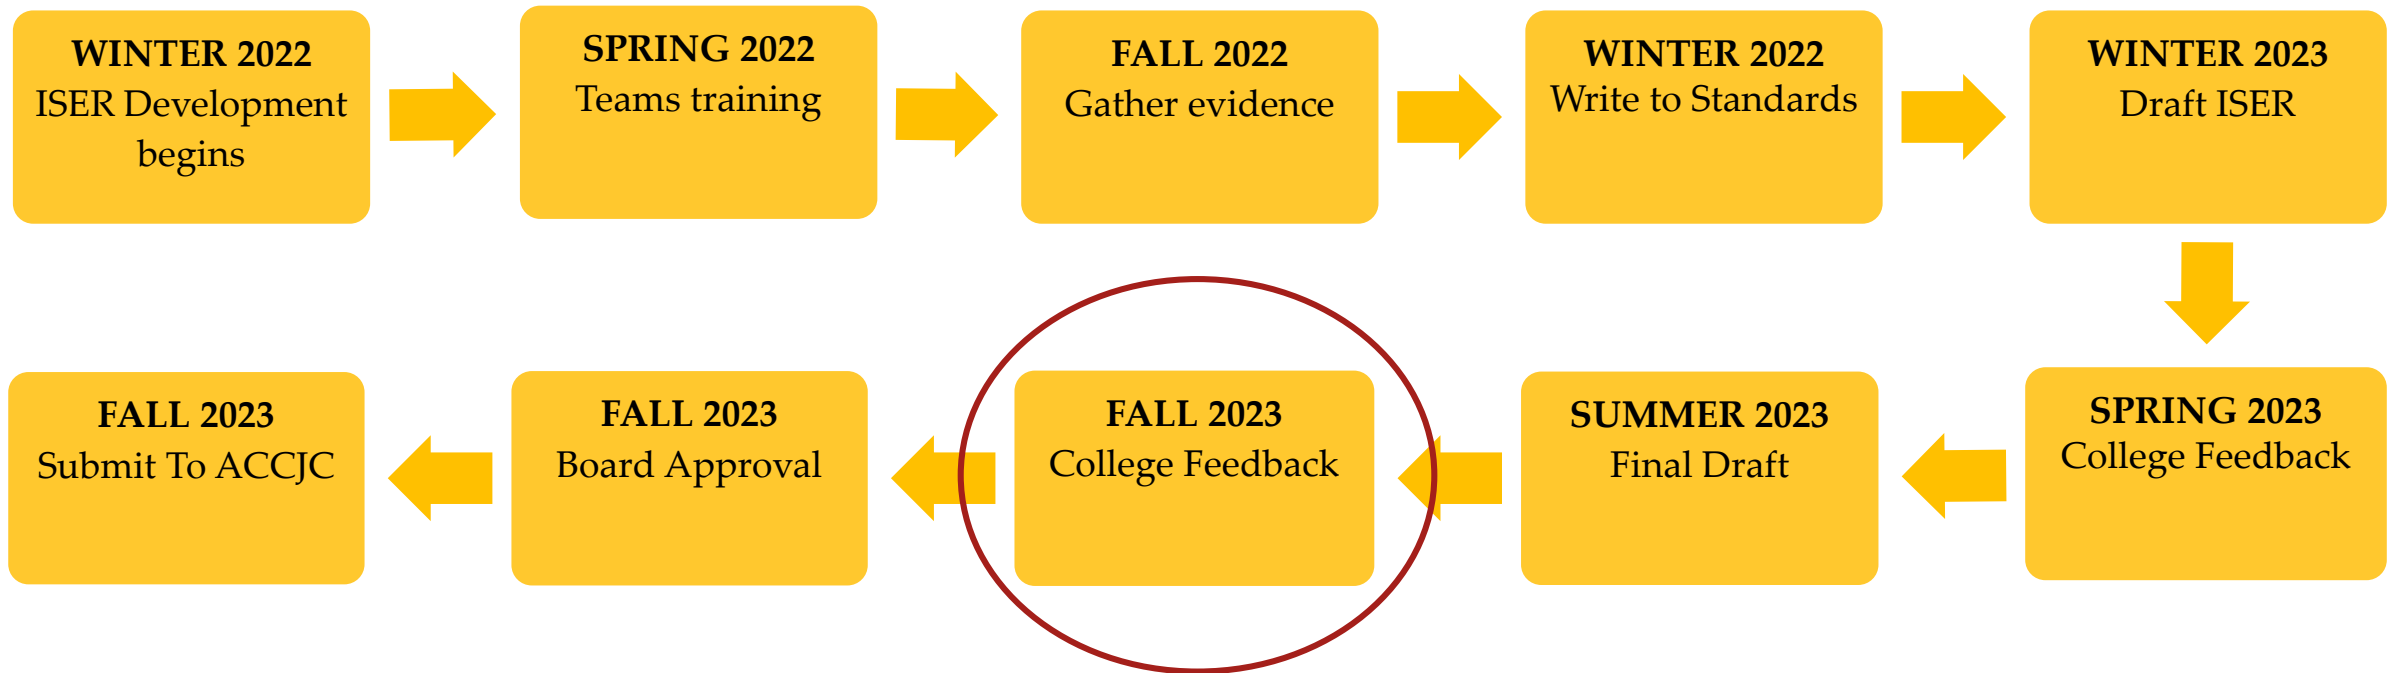 WINTER 2022
ISER Development
begins
SPRING 2022
Teams training
FALL 2022
Gather evidence
WINTER 2022
Write to Standards
WINTER 2023
Draft ISER
SPRING 2023
College Feedback
SUMMER 2023
Final Draft
FALL 2023
College Feedback
FALL 2023
Board Approval
FALL 2023
Submit To ACCJC